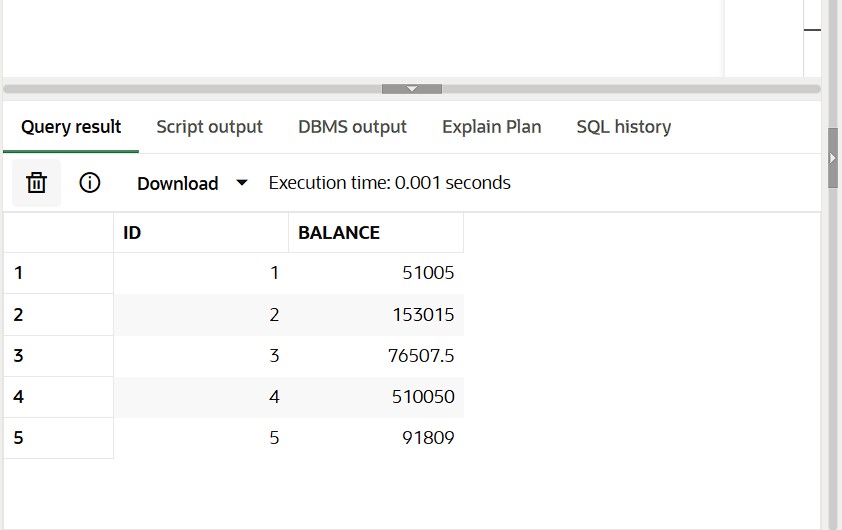 Query result Script output DBMS output Explain Plan SQL history
Download Execution time: 0.001 seconds
ID BALANCE
1 1 51005
2 2 153015
3 3 76507.5
4 4 510050
5 5 91809